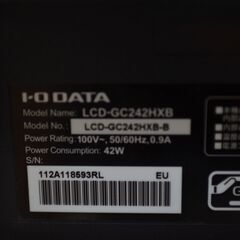 I-O DATA
Model Name: LCD-GC242HXB
Model No.: LCD-GC242HXB-B
Power Rating: 100V~, 50/60Hz, 0.9A
Power Consumption: 42W
S/N:
112A118593RL EU